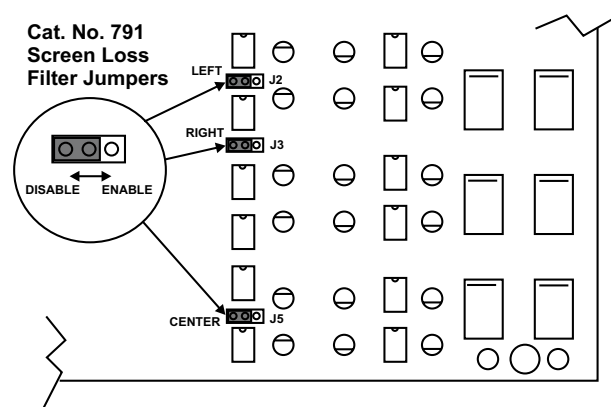 Cat. No. 791
Screen Loss
Filter Jumpers
LEFT
J2
RIGHT
J3
DISABLE
ENABLE
CENTER
J5